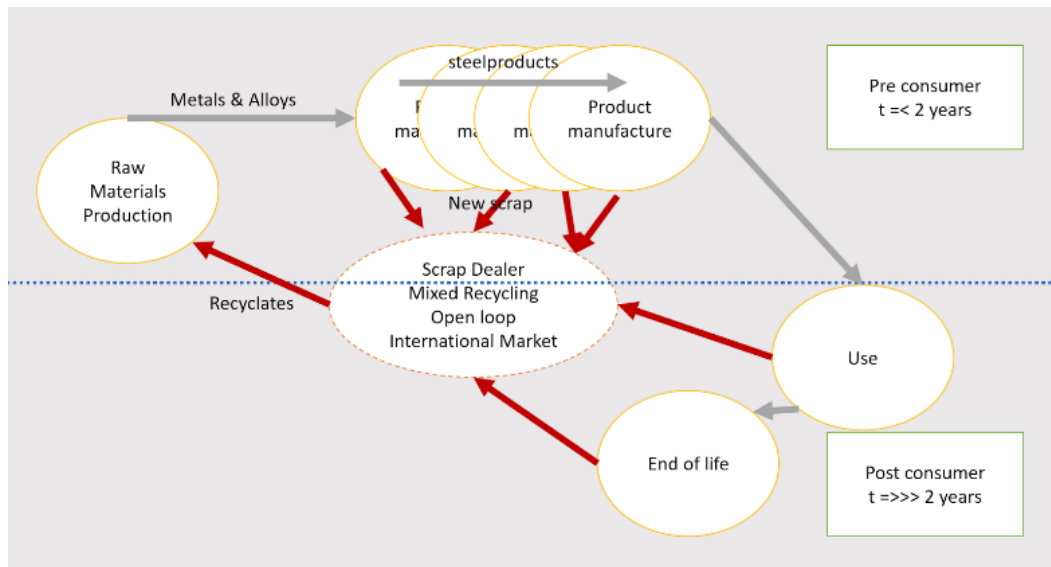 steelproducts
Metals & Alloys
Product
manufacture
Pre consumer
t =< 2 years
Raw
Materials
Production
New scrap
Scrap Dealer
Mixed Recycling
Open loop
International Market
Recyclates
Use
End of life
Post consumer
t =>>> 2 years